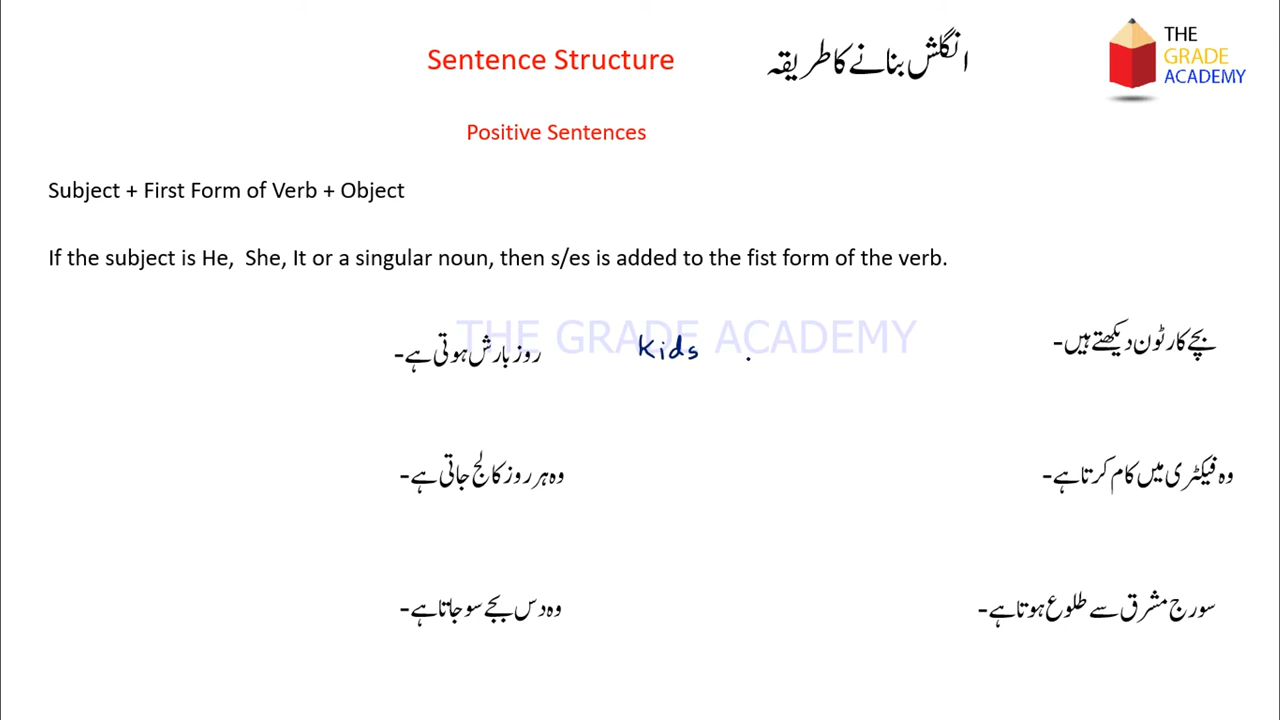 Sentence Structure انگلش بنانے کا طریقہ
THE
GRADE
ACADEMY
Positive Sentences
Subject + First Form of Verb + Object
If the subject is He, She, It or a singular noun, then s/es is added to the fist form of the verb.
THE GRADE ACADEMY
بچے کارٹون دیکھتے ہیں-
Kids
روز بارش ہوتی ہے-
وہ فیکٹری میں کام کرتا ہے-
وہ ہر روز کالج جاتی ہے-
سورج مشرق سے طلوع ہوتا ہے-
وہ دس بجے سو جاتا ہے-